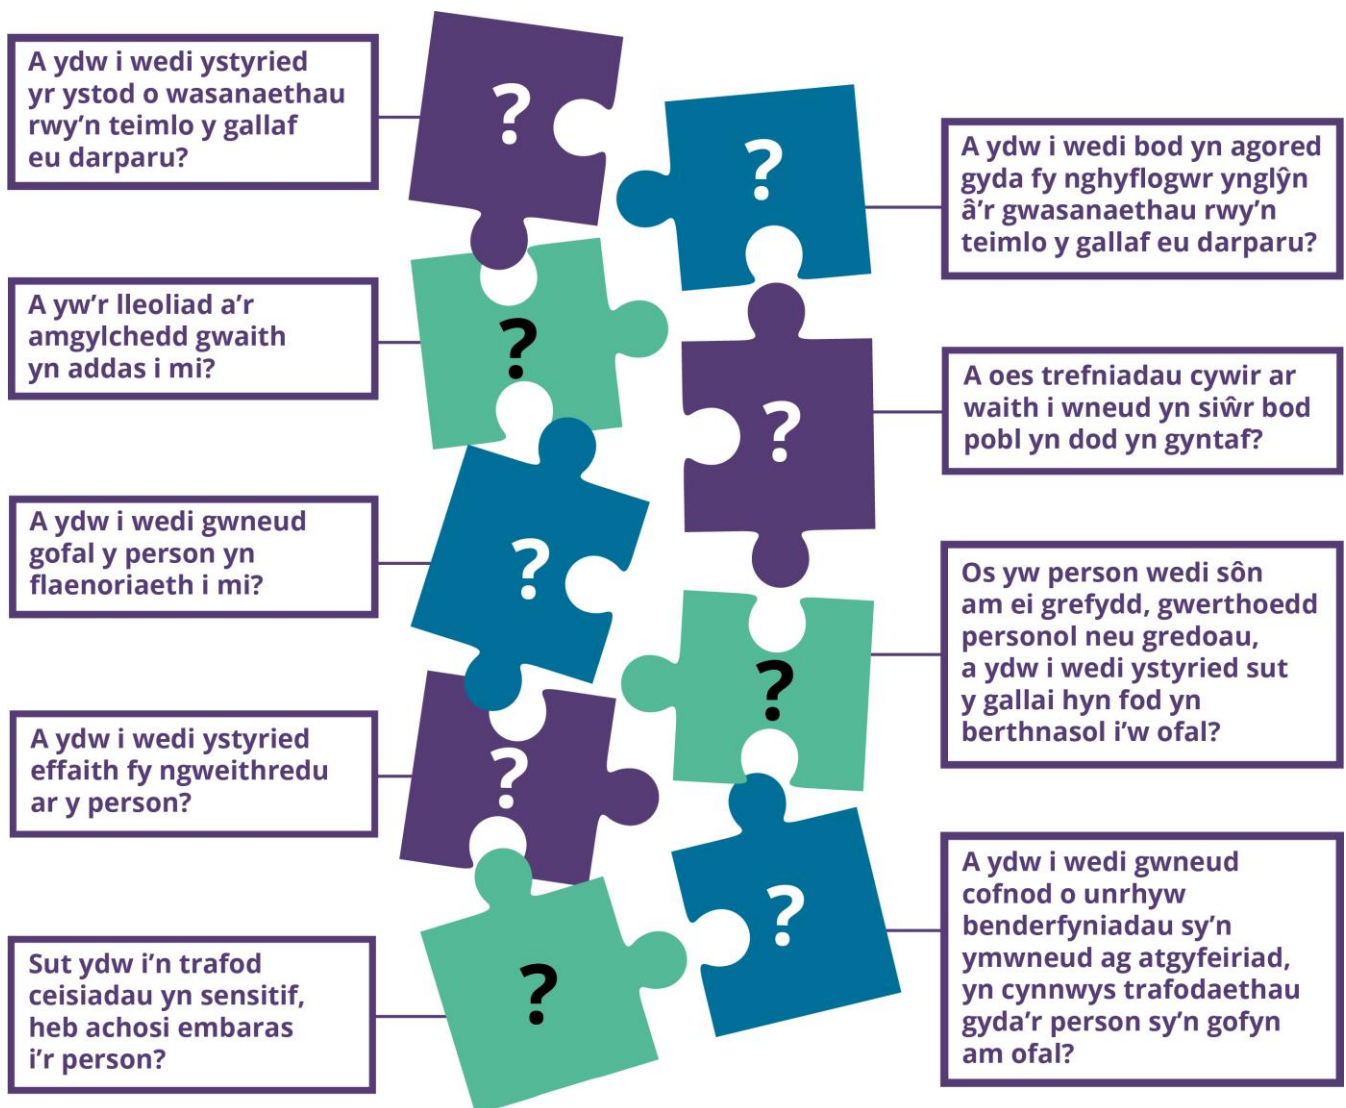 A ydw i wedi ystyried
yr ystod o wasanaethau
rwy'n teimlo y gallaf
eu darparu?
?
?
A ydw i wedi bod yn agored
gyda fy nghyflogwr ynglŷn
â'r gwasanaethau rwy'n
teimlo y gallaf eu darparu?
A yw'r lleoliad a'r
amgylchedd gwaith
yn addas i mi?
?
?
A oes trefniadau cywir ar
waith i wneud yn siŵr bod
pobl yn dod yn gyntaf?
A ydw i wedi gwneud
gofal y person yn
flaenoriaeth i mi?
?
?
Os yw person wedi sôn
am ei grefydd, gwerthoedd
personol neu gredoau,
a ydw i wedi ystyried sut
y gallai hyn fod yn
berthnasol i'w ofal?
A ydw i wedi ystyried
effaith fy ngweithredu
ar y person?
?
?
A ydw i wedi gwneud
cofnod o unrhyw
benderfyniadau sy'n
ymwneud ag atgyfeiriad,
yn cynnwys trafodaethau
gyda'r person sy'n gofyn
am ofal?
Sut ydw i'n trafod
ceisiadau yn sensitif,
heb achosi embaras
i'r person?
?